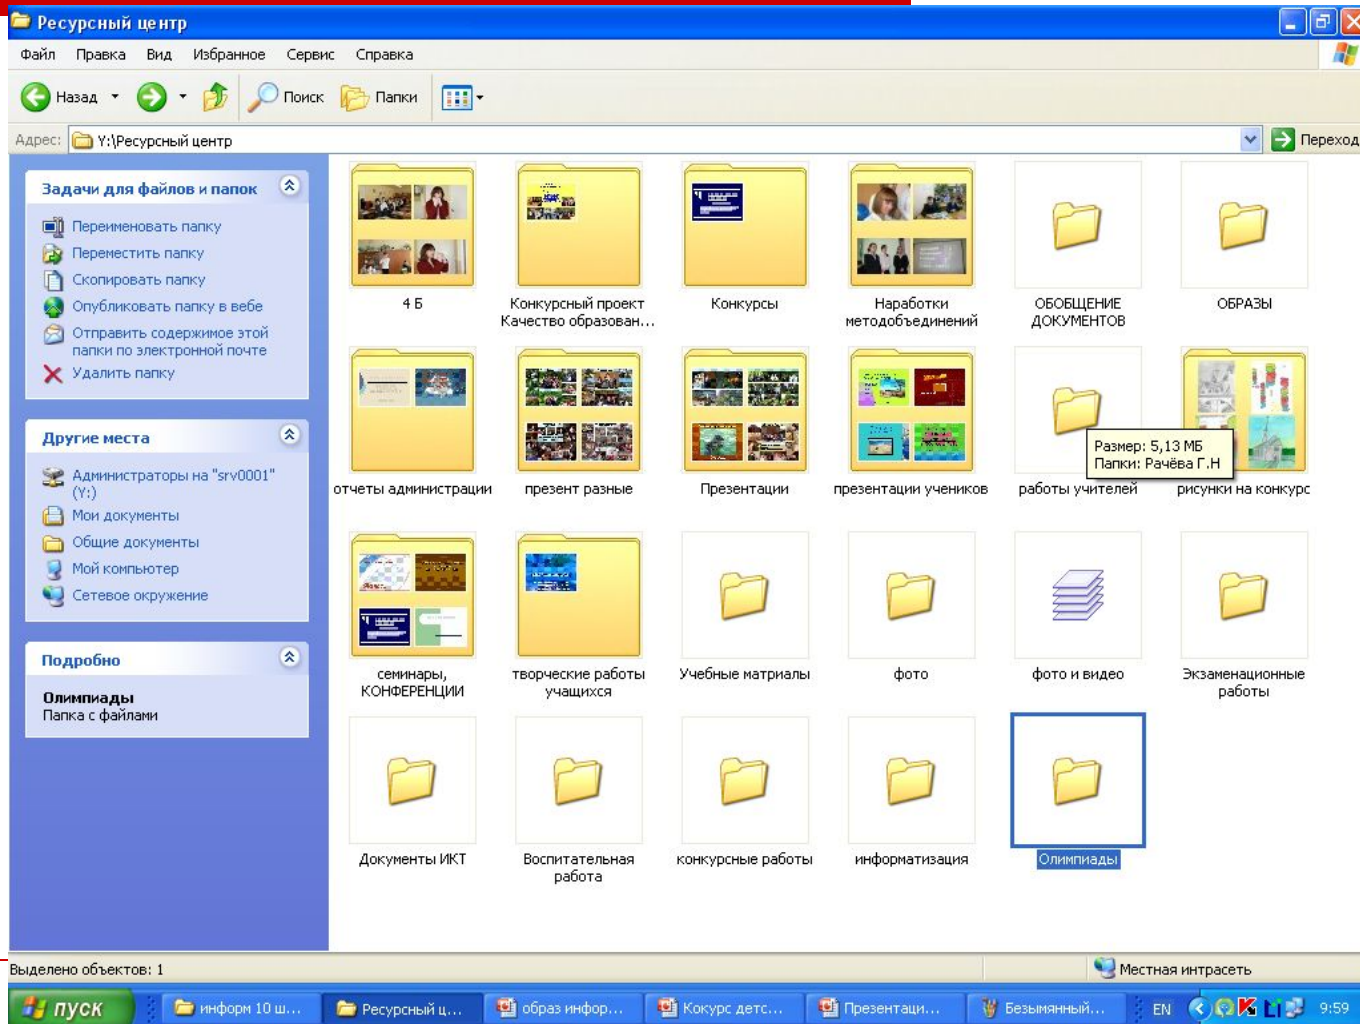 Ресурсный центр
Файл Правка Вид Избранное Сервис Справка
Назад Поиск Папки
Адрес: Y:\Ресурсный центр Переход
Задачи для файлов и папок
Переименовать папку
Переместить папку
Скопировать папку
Опубликовать папку в вебе
Отправить содержимое этой
папки по электронной почте
Удалить папку
Другие места
Администраторы на "srv0001"
(Y:)
Мои документы
Общие документы
Мой компьютер
Сетевое окружение
Подробно
Олимпиады
Папка с файлами
4 Б
Конкурсный проект
Качество образован...
Конкурсы
Наработки
методобъединений
ОБОБЩЕНИЕ
ДОКУМЕНТОВ
ОБРАЗЫ
отчеты администрации
презент разные
Презентации
презентации учеников
работы учителей
рисунки на конкурс
Размер: 5,13 МБ
Папки: Рачёва Г.Н
семинары,
КОНФЕРЕНЦИИ
творческие работы
учащихся
Учебные матриалы
фото
фото и видео
Экзаменационные
работы
Документы ИКТ
Воспитательная
работа
конкурсные работы
информатизация
Олимпиады
Выделено объектов: 1 Местная интрасеть
пуск информ 10 ш... Ресурсный ц... образ инфор... Кокурс детс... Презентаци... Безымянный... EN 9:59